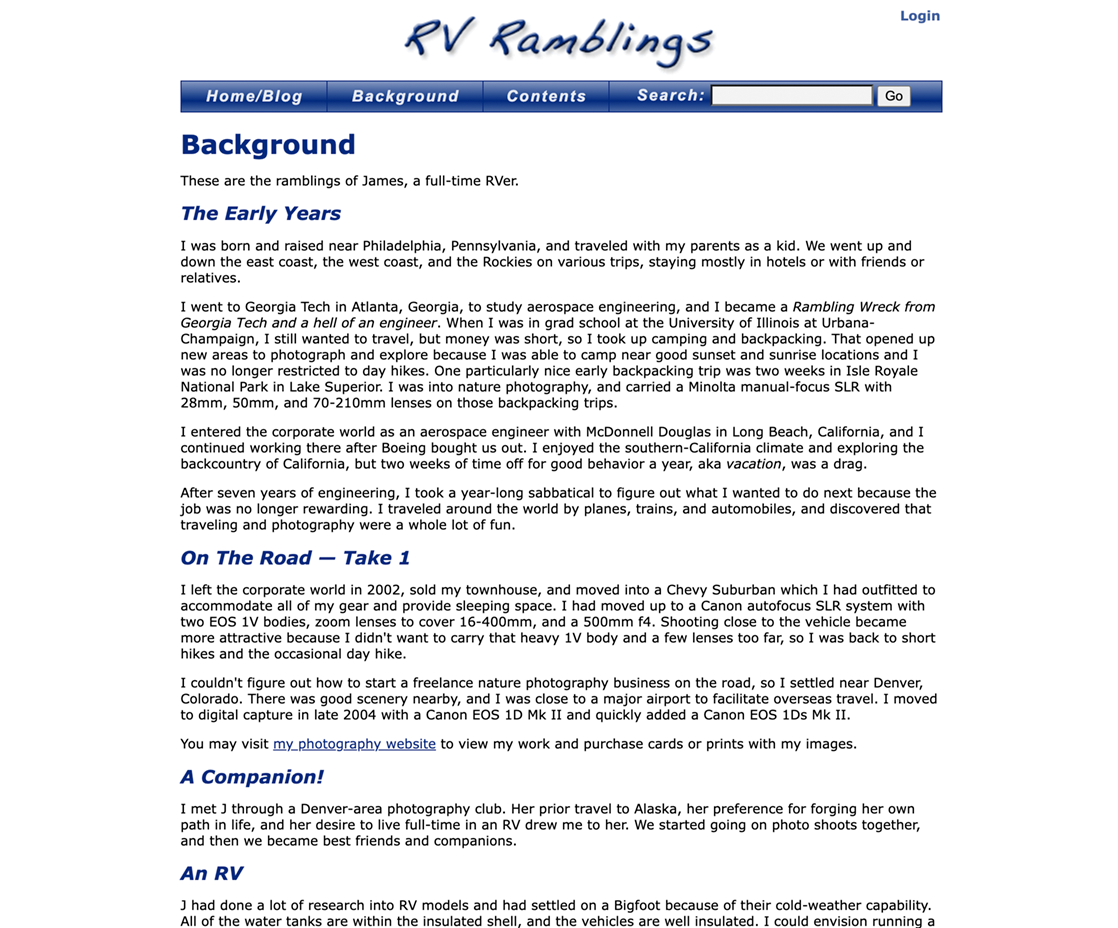 Login
RV Ramblings
Home/Blog Background Contents Search: Go
Background
These are the ramblings of James, a full-time RVer.
The Early Years
I was born and raised near Philadelphia, Pennsylvania, and traveled with my parents as a kid. We went up and
down the east coast, the west coast, and the Rockies on various trips, staying mostly in hotels or with friends or
relatives.
I went to Georgia Tech in Atlanta, Georgia, to study aerospace engineering, and I became a Rambling Wreck from
Georgia Tech and a hell of an engineer. When I was in grad school at the University of Illinois at Urbana-
Champaign, I still wanted to travel, but money was short, so I took up camping and backpacking. That opened up
new areas to photograph and explore because I was able to camp near good sunset and sunrise locations and I
was no longer restricted to day hikes. One particularly nice early backpacking trip was two weeks in Isle Royale
National Park in Lake Superior. I was into nature photography, and carried a Minolta manual-focus SLR with
28mm, 50mm, and 70-210mm lenses on those backpacking trips.
I entered the corporate world as an aerospace engineer with McDonnell Douglas in Long Beach, California, and I
continued working there after Boeing bought us out. I enjoyed the southern-California climate and exploring the
backcountry of California, but two weeks of time off for good behavior a year, aka vacation, was a drag.
After seven years of engineering, I took a year-long sabbatical to figure out what I wanted to do next because the
job was no longer rewarding. I traveled around the world by planes, trains, and automobiles, and discovered that
traveling and photography were a whole lot of fun.
On The Road — Take 1
I left the corporate world in 2002, sold my townhouse, and moved into a Chevy Suburban which I had outfitted to
accommodate all of my gear and provide sleeping space. I had moved up to a Canon autofocus SLR system with
two EOS 1V bodies, zoom lenses to cover 16-400mm, and a 500mm f4. Shooting close to the vehicle became
more attractive because I didn't want to carry that heavy 1V body and a few lenses too far, so I was back to short
hikes and the occasional day hike.
I couldn't figure out how to start a freelance nature photography business on the road, so I settled near Denver,
Colorado. There was good scenery nearby, and I was close to a major airport to facilitate overseas travel. I moved
to digital capture in late 2004 with a Canon EOS 1D Mk II and quickly added a Canon EOS 1Ds Mk II.
You may visit my photography website to view my work and purchase cards or prints with my images.
A Companion!
I met J through a Denver-area photography club. Her prior travel to Alaska, her preference for forging her own
path in life, and her desire to live full-time in an RV drew me to her. We started going on photo shoots together,
and then we became best friends and companions.
An RV
J had done a lot of research into RV models and had settled on a Bigfoot because of their cold-weather capability.
All of the water tanks are within the insulated shell, and the vehicles are well insulated. I could envision running a